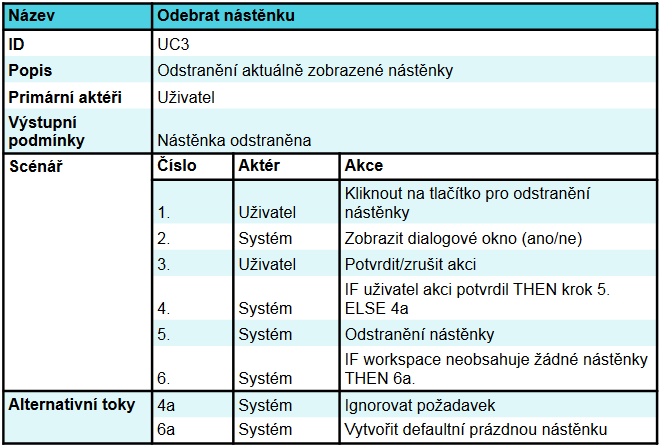 Název Odebrat nástěnku
ID UC3
Popis Odstranění aktuálně zobrazené nástěnky
Primární aktéři Uživatel
Výstupní
podmínky Nástěnka odstraněna
Scénář Číslo Aktér Akce
Kliknout na tlačítko pro odstranění
1. Uživatel nástěnky
2. Systém Zobrazit dialogové okno (ano/ne)
3. Uživatel Potvrdit/zrušit akci
IF uživatel akci potvrdil THEN krok 5.
4. Systém ELSE 4a
5. Systém Odstranění nástěnky
IF workspace neobsahuje žádné nástěnky
6. Systém THEN 6a.
Alternativní toky 4a Systém Ignorovat požadavek
6a Systém Vytvořit defaultní prázdnou nástěnku